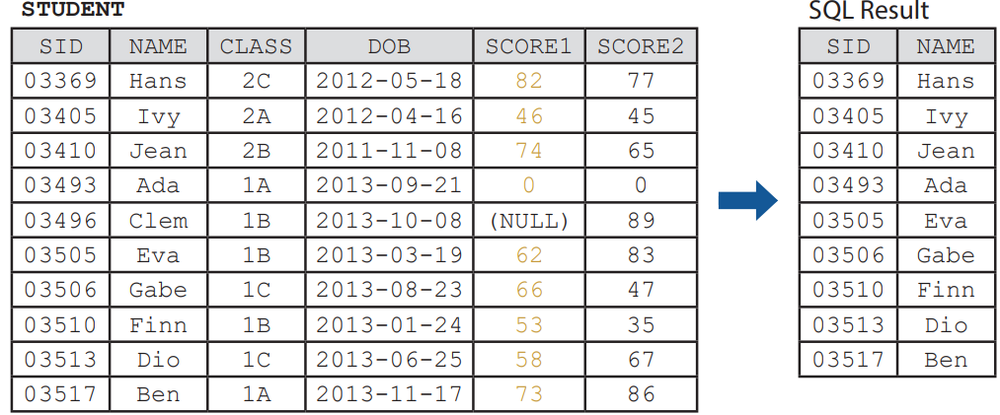 STUDENT SQL Result
SID NAME CLASS DOB SCORE1 SCORE2 SID NAME
03369 Hans 2C 2012-05-18 82 77 03369 Hans
03405 Ivy 2A 2012-04-16 46 45 03405 Ivy
03410 Jean 2B 2011-11-08 74 65 03410 Jean
03493 Ada 1A 2013-09-21 0 0 03493 Ada
03496 Clem 1B 2013-10-08 (NULL) 89 03505 Eva
03505 Eva 1B 2013-03-19 62 83 03506 Gabe
03506 Gabe 1C 2013-08-23 66 47 03510 Finn
03510 Finn 1B 2013-01-24 53 35 03513 Dio
03513 Dio 1C 2013-06-25 58 67 03517 Ben
03517 Ben 1A 2013-11-17 73 86